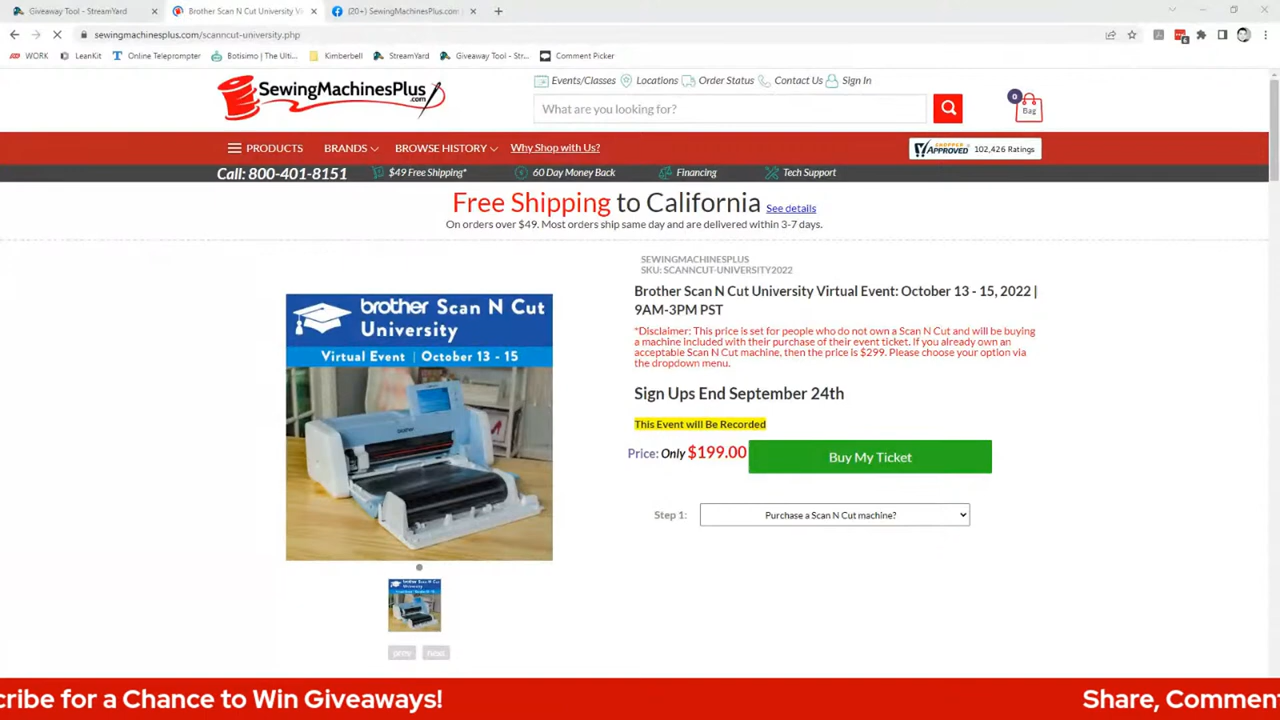 Giveaway Tool - StreamYard
Brother Scan N Cut University Vi
(20+) SewingMachinesPlus.com
sewingmachinesplus.com/scanncut-university.php
WORK LeanKit Online Teleprompter Botisimo | The Ulti... Kimberbell StreamYard Giveaway Tool - Str... Comment Picker
SewingMachinesPlus
.com
Events/Classes Locations Order Status Contact Us Sign In
What are you looking for?
0
Bag
PRODUCTS BRANDS BROWSE HISTORY Why Shop with Us?
SHOPPER APPROVED 102,426 Ratings
Call: 800-401-8151 $49 Free Shipping* 60 Day Money Back Financing Tech Support
Free Shipping to California See details
On orders over $49. Most orders ship same day and are delivered within 3-7 days.
SEWINGMACHINESPLUS
SKU: SCANNCUT-UNIVERSITY2022
Brother Scan N Cut University Virtual Event: October 13 - 15, 2022 |
9AM-3PM PST
*Disclaimer: This price is set for people who do not own a Scan N Cut and will be buying
a machine included with their purchase of their event ticket. If you already own an
acceptable Scan N Cut machine, then the price is $299. Please choose your option via
the dropdown menu.
Sign Ups End September 24th
This Event will Be Recorded
Price: Only $199.00 Buy My Ticket
Step 1: Purchase a Scan N Cut machine?
brother Scan N Cut
University
Virtual Event | October 13 - 15
brother
prev next
cribe for a Chance to Win Giveaways! Share, Comment